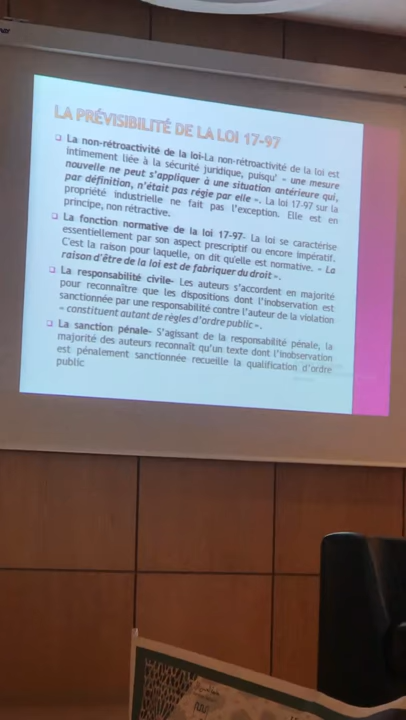 LA PRÉVISIBILITÉ DE LA LOI 17-97
La non-rétroactivité de la loi-La non-rétroactivité de la loi est
intimement liée à la sécurité juridique, puisqu' « une mesure
nouvelle ne peut s'appliquer à une situation antérieure qui,
par définition, n'était pas régie par elle ». La loi 17-97 sur la
propriété industrielle ne fait pas l'exception. Elle est en
principe, non rétractive.
La fonction normative de la loi 17-97- La loi se caractérise
essentiellement par son aspect prescriptif ou encore impératif.
C'est la raison pour laquelle, on dit qu'elle est normative. « La
raison d'être de la loi est de fabriquer du droit ».
La responsabilité civile- Les auteurs s'accordent en majorité
pour reconnaître que les dispositions dont l'inobservation est
sanctionnée par une responsabilité contre l'auteur de la violation
« constituent autant de règles d'ordre public ».
La sanction pénale- S'agissant de la responsabilité pénale, la
majorité des auteurs reconnaît qu'un texte dont l'inobservation
est pénalement sanctionnée recueille la qualification d'ordre
public